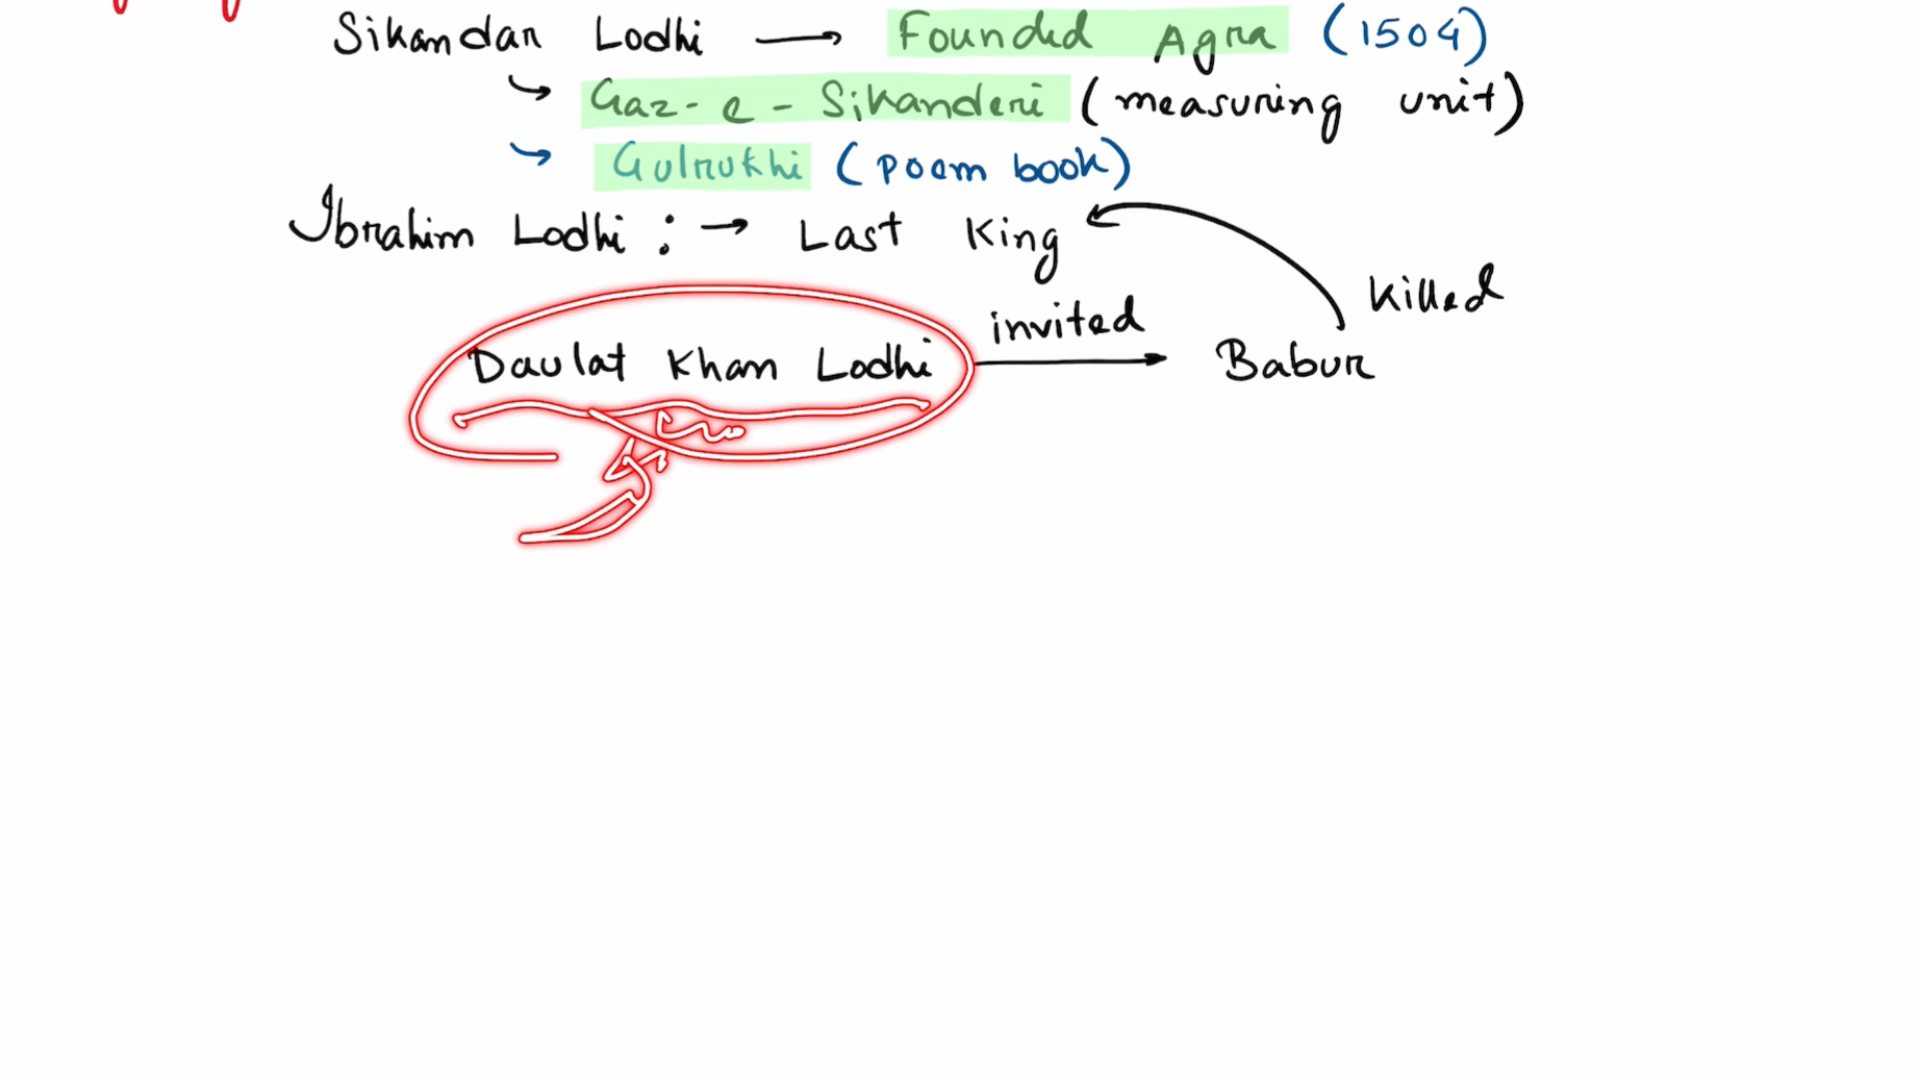 Sikandar Lodhi → Founded Agra (1504)
↳ Gaz-e-Sikanderi (measuring unit)
↳ Gulrukhi (poem book)
Ibrahim Lodhi : → Last King
killed
invited
Daulat Khan Lodhi → Babur